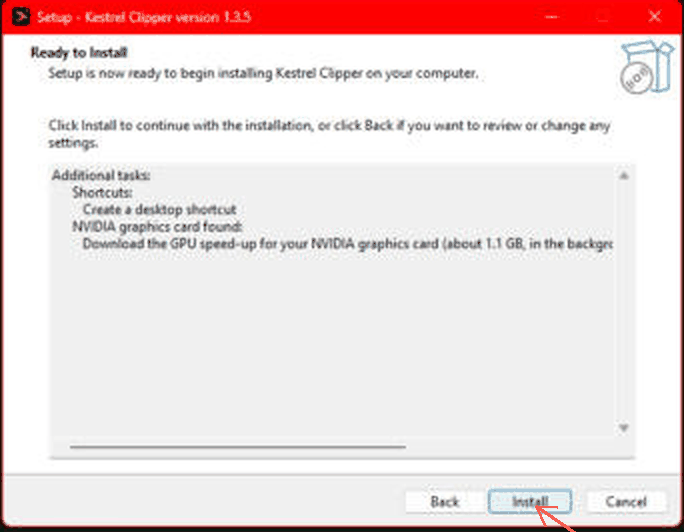 Setup - Kestrel Clipper version 1.3.5
Ready to Install
Setup is now ready to begin installing Kestrel Clipper on your computer.
Click Install to continue with the installation, or click Back if you want to review or change any
settings.
Additional tasks:
Shortcuts:
Create a desktop shortcut
NVIDIA graphics card found:
Download the GPU speed-up for your NVIDIA graphics card (about 1.1 GB, in the backgro
Back
Install
Cancel